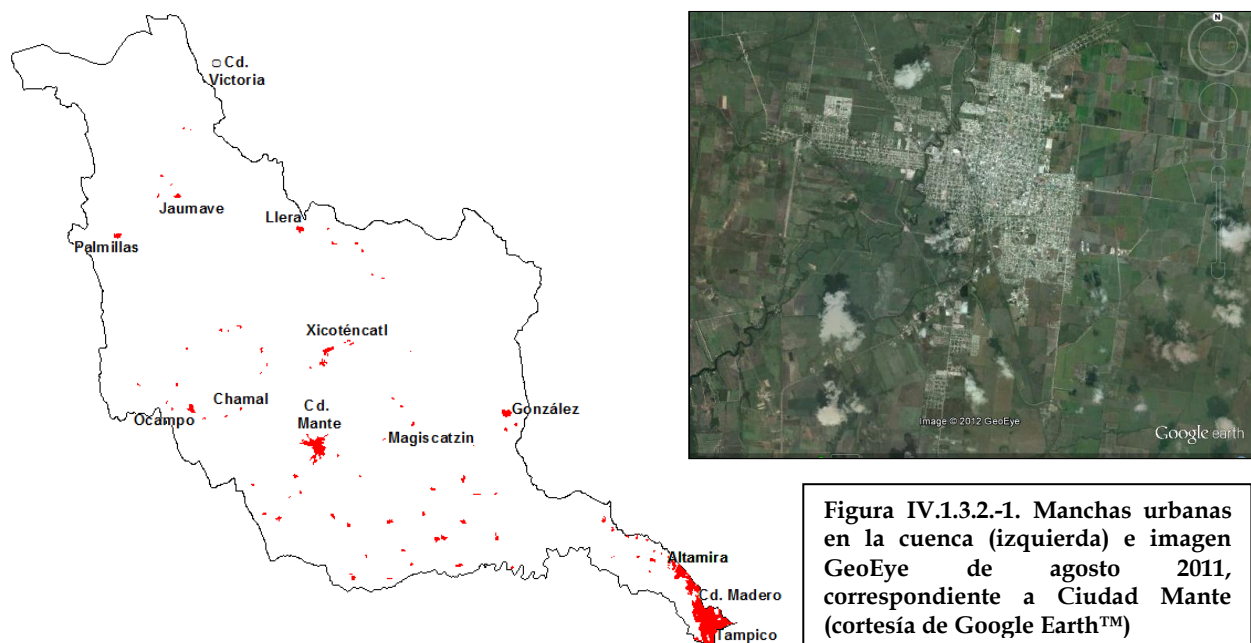 Cd.
Victoria
Jaumave
Llera
Palmillas
Xicoténcatl
Chamal
Cd.
Mante
González
Ocampo
Magiscatzin
Altamira
Cd. Madero
Tampico
N
Image © 2012 GeoEye
Google earth
Figura IV.1.3.2.-1. Manchas urbanas
en la cuenca (izquierda) e imagen
GeoEye de agosto 2011,
correspondiente a Ciudad Mante
(cortesía de Google Earth™)